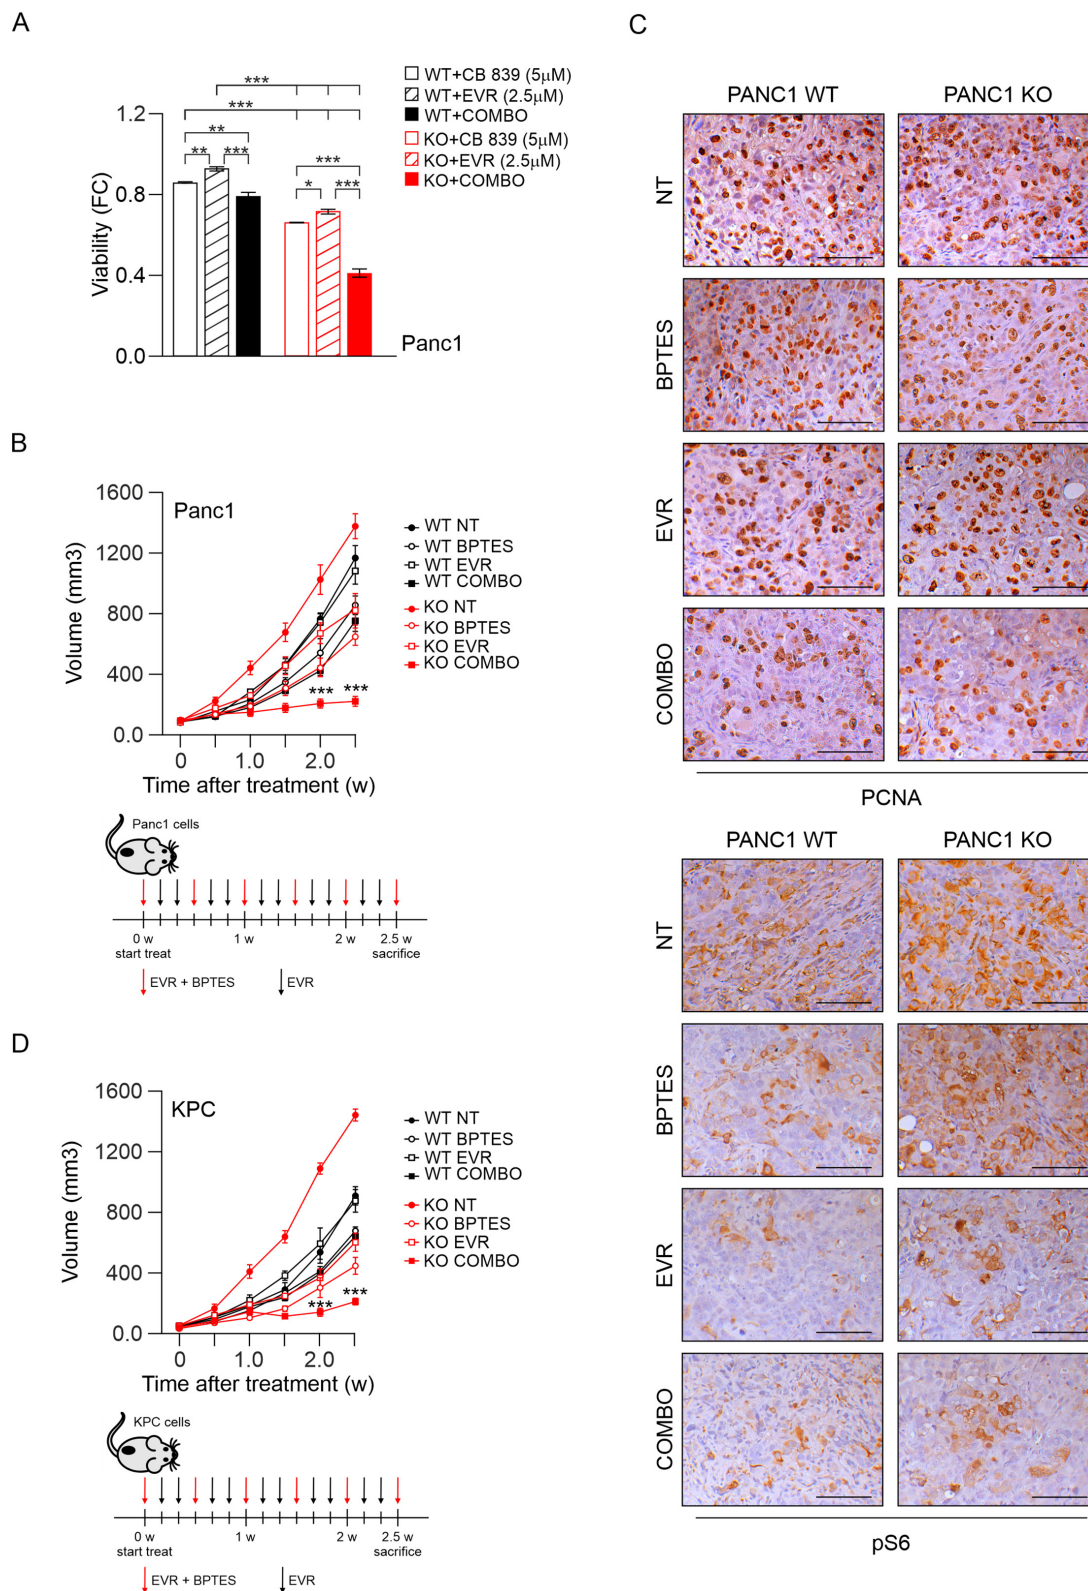 A
***
***
**
**
***
***
*
***
WT+CB 839 (5μM)
WT+EVR (2.5μM)
WT+COMBO
KO+CB 839 (5μM)
KO+EVR (2.5μM)
KO+COMBO
Viability (FC)
1.2
0.8
0.4
0.0
Panc1
B
Panc1
Volume (mm3)
1600
1200
800
400
0.0
0
1.0
2.0
Time after treatment (w)
***
***
WT NT
WT BPTES
WT EVR
WT COMBO
KO NT
KO BPTES
KO EVR
KO COMBO
Panc1 cells
0 w
start treat
1 w
2 w
2.5 w
sacrifice
EVR + BPTES
EVR
C
PANC1 WT
PANC1 KO
NT
BPTES
EVR
COMBO
PCNA
PANC1 WT
PANC1 KO
NT
BPTES
EVR
COMBO
pS6
D
KPC
Volume (mm3)
1600
1200
800
400
0.0
0
1.0
2.0
Time after treatment (w)
***
***
WT NT
WT BPTES
WT EVR
WT COMBO
KO NT
KO BPTES
KO EVR
KO COMBO
KPC cells
0 w
start treat
1 w
2 w
2.5 w
sacrifice
EVR + BPTES
EVR